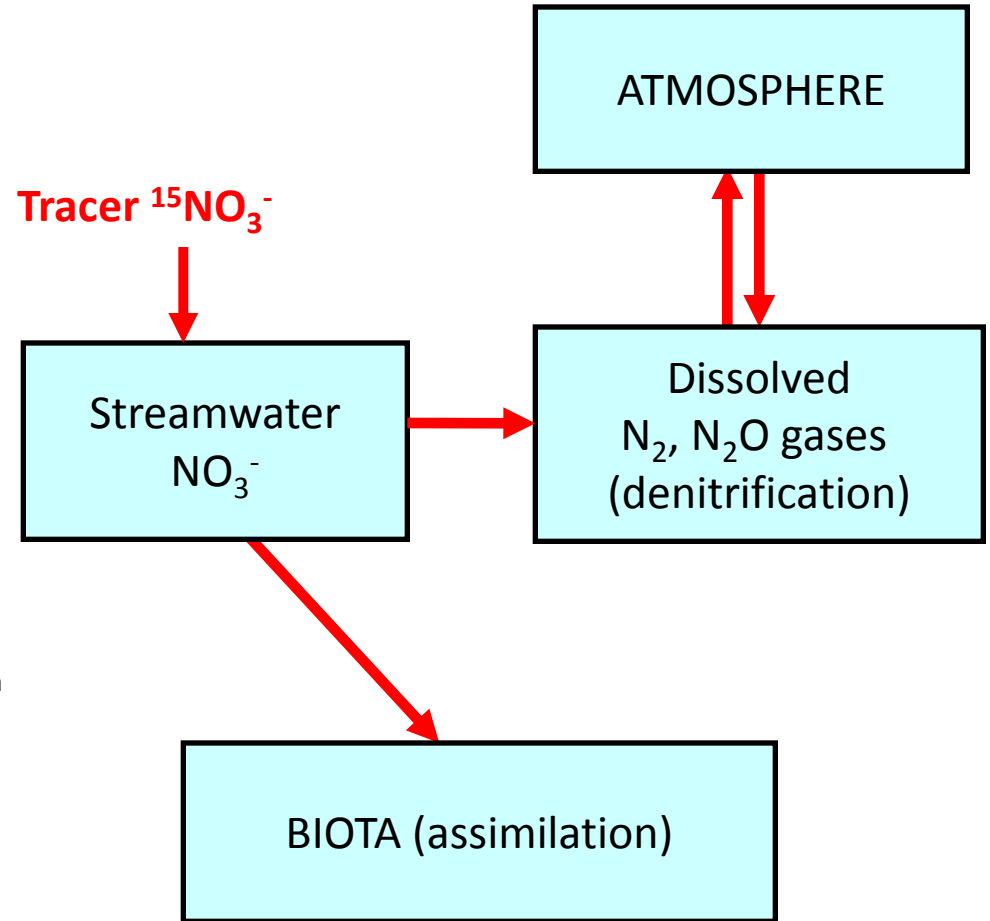 ATMOSPHERE
Tracer ¹⁵NO₃⁻
Streamwater
NO₃⁻
Dissolved
N₂, N₂O gases
(denitrification)
BIOTA (assimilation)